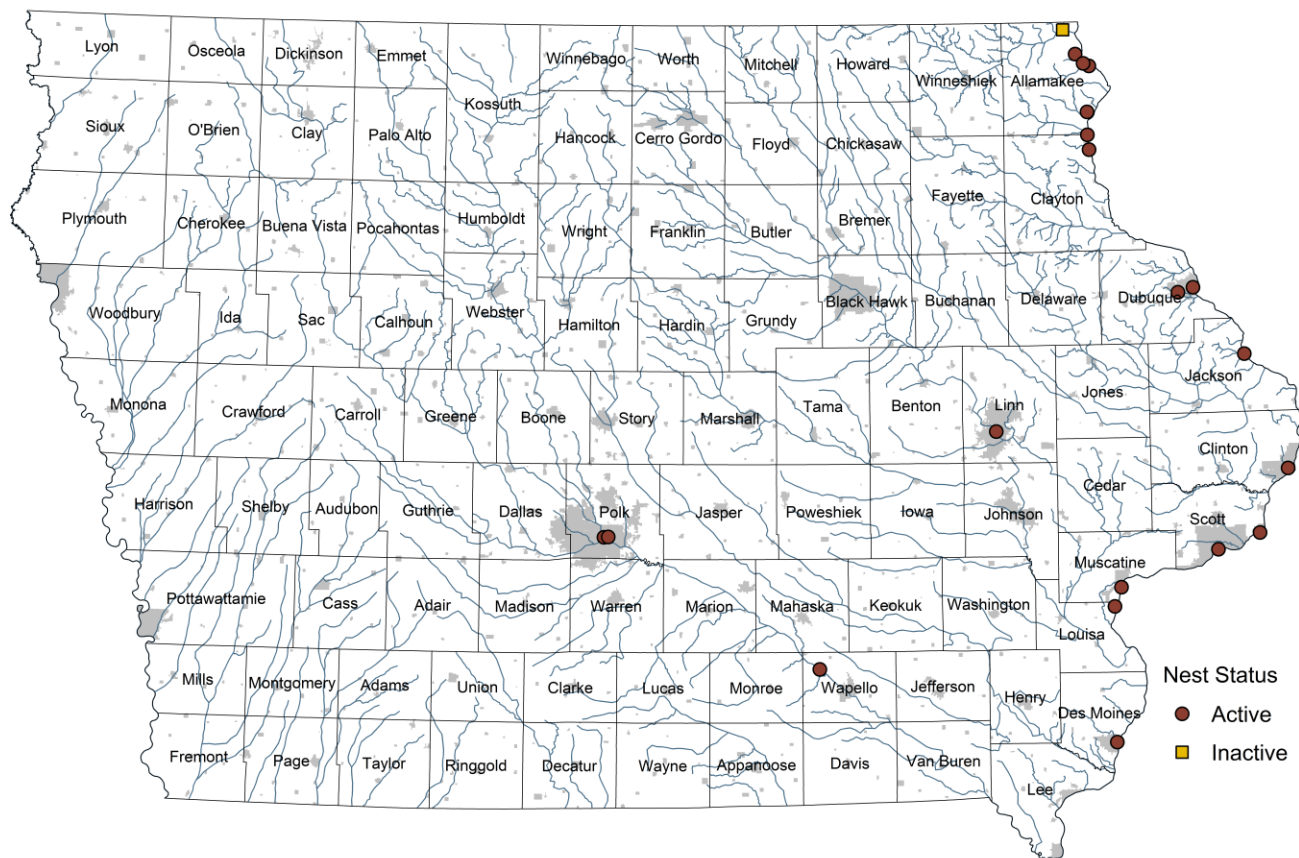 Lyon
Osceola
Dickinson
Emmet
Winnebago
Worth
Mitchell
Howard
Winneshiek
Allamakee
Kossuth
Sioux
O'Brien
Clay
Palo Alto
Hancock
Cerro Gordo
Floyd
Chickasaw
Fayette
Clayton
Plymouth
Cherokee
Buena Vista
Pocahontas
Humboldt
Wright
Franklin
Butler
Bremer
Woodbury
Ida
Sac
Calhoun
Webster
Hamilton
Hardin
Grundy
Black Hawk
Buchanan
Delaware
Dubuque
Monona
Crawford
Carroll
Greene
Boone
Story
Marshall
Tama
Benton
Linn
Jones
Jackson
Clinton
Harrison
Shelby
Audubon
Guthrie
Dallas
Polk
Jasper
Poweshiek
Iowa
Johnson
Cedar
Scott
Muscatine
Pottawattamie
Cass
Adair
Madison
Warren
Marion
Mahaska
Keokuk
Washington
Louisa
Mills
Montgomery
Adams
Union
Clarke
Lucas
Monroe
Wapello
Jefferson
Henry
Des Moines
Fremont
Page
Taylor
Ringgold
Decatur
Wayne
Appanoose
Davis
Van Buren
Lee
Nest Status
Active
Inactive